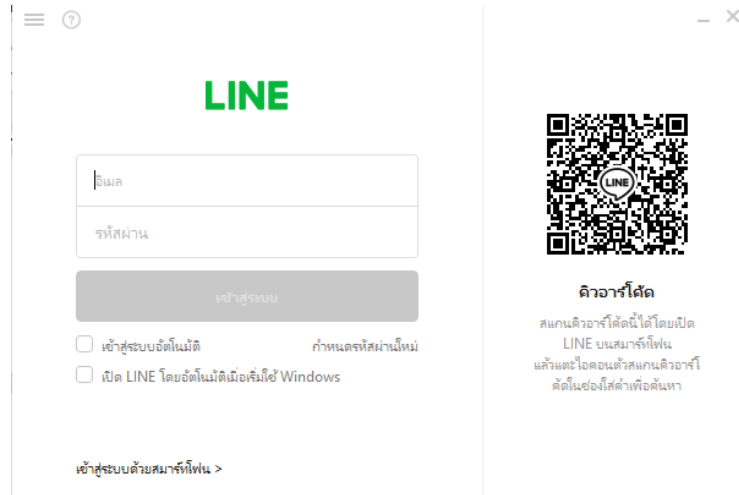 LINE
อีเมล
รหัสผ่าน
เข้าสู่ระบบ
เข้าสู่ระบบอัตโนมัติ
กำหนดรหัสผ่านใหม่
เปิด LINE โดยอัตโนมัติเมื่อเริ่มใช้ Windows
เข้าสู่ระบบด้วยสมาร์ทโฟน >
LINE
คิวอาร์โค้ด
สแกนคิวอาร์โค้ดนี้ได้โดยเปิด
LINE บนสมาร์ทโฟน
แล้วแตะไอคอนตัวสแกนคิวอาร์โ
ค้ดในช่องใส่คำเพื่อค้นหา